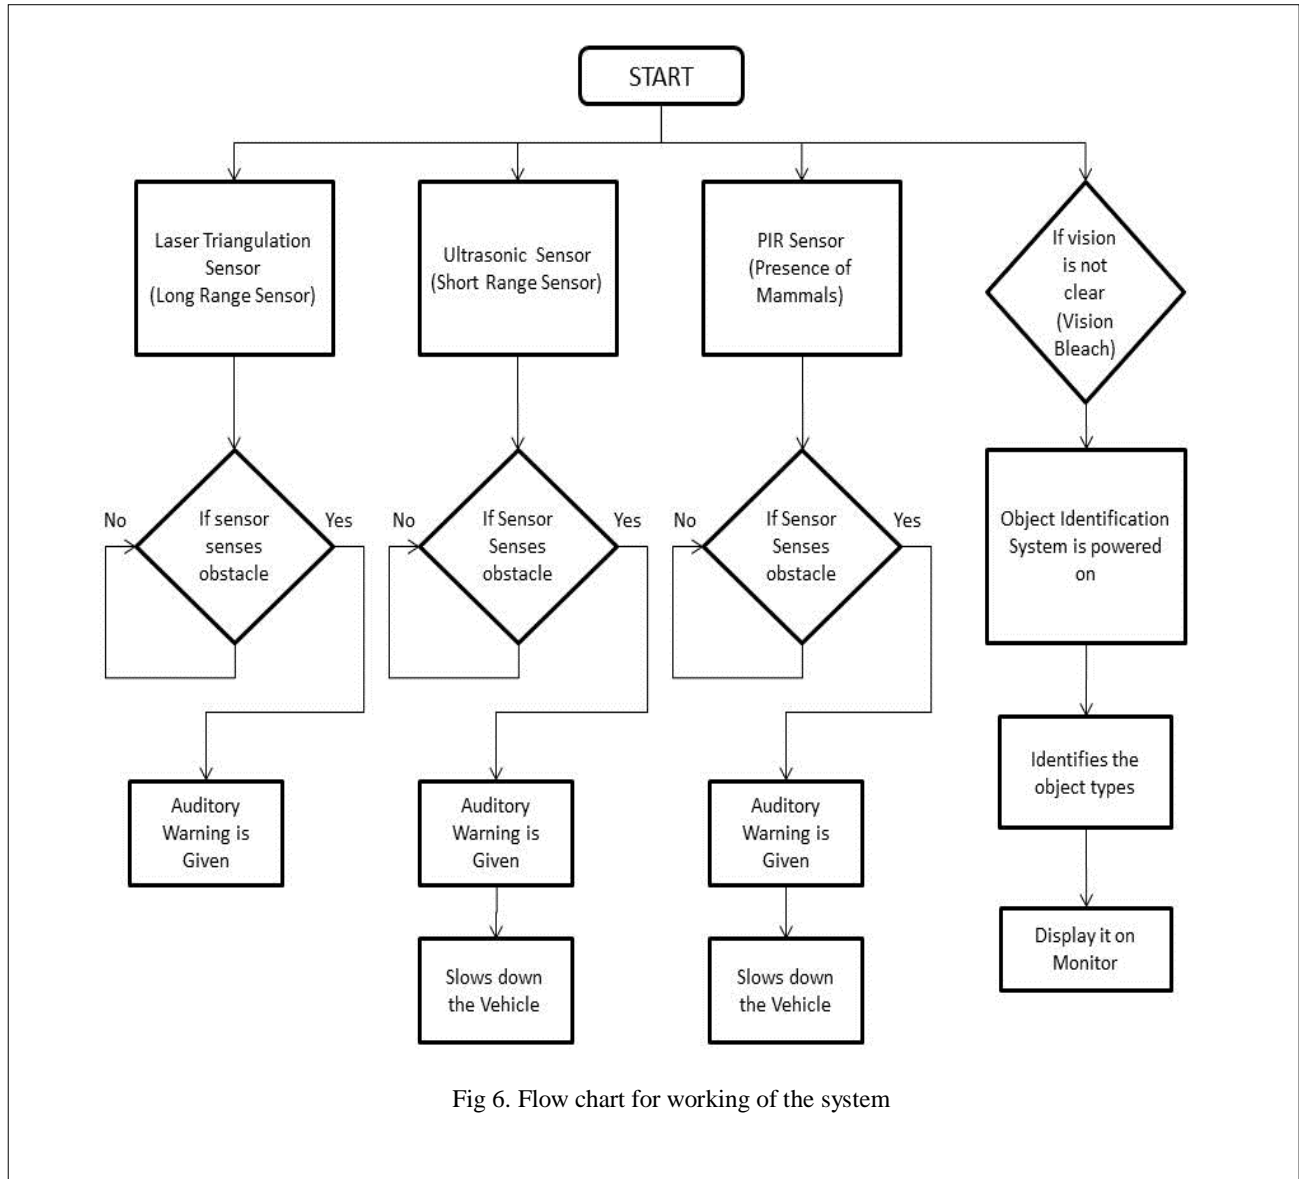 START
Laser Triangulation
Sensor
(Long Range Sensor)
Ultrasonic Sensor
(Short Range Sensor)
PIR Sensor
(Presence of
Mammals)
If vision
is not
clear
(Vision
Bleach)
No
If sensor
senses
obstacle
Yes
No
If Sensor
Senses
obstacle
Yes
No
If Sensor
Senses
obstacle
Yes
Object Identification
System is powered
on
Auditory
Warning is
Given
Auditory
Warning is
Given
Auditory
Warning is
Given
Identifies the
object types
Slows down
the Vehicle
Slows down
the Vehicle
Display it on
Monitor
Fig 6. Flow chart for working of the system